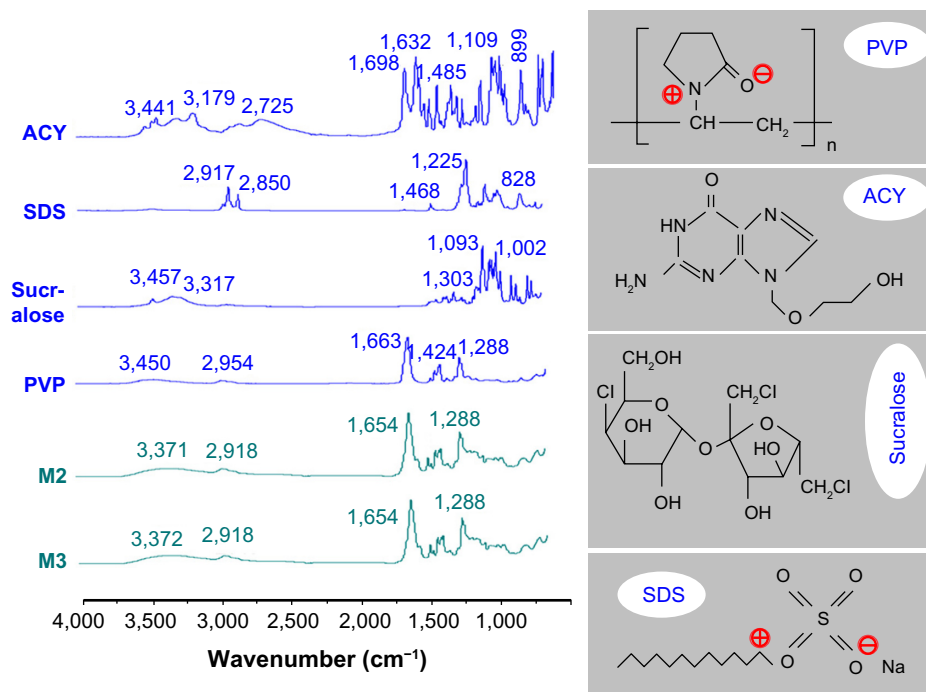 1,632
1,109
899
1,698
1,485
3,179
3,441
2,725
ACY
1,225
2,917
2,850
1,468
828
SDS
1,093
1,002
3,457
3,317
1,303
Sucr-
alose
1,663
1,424
1,288
3,450
2,954
PVP
1,654
1,288
3,371
2,918
M2
1,654
1,288
3,372
2,918
M3
4,000 3,000 2,500 2,000 1,500 1,000
Wavenumber (cm⁻¹)
PVP
O
⊖
⊕
N
CH
CH₂
n
ACY
O
HN
N
H₂N
N
N
OH
O
Sucralose
CH₂OH
Cl
O
CH₂Cl
O
OH
O
HO
OH
OH
OH
CH₂Cl
SDS
O
O
S
⊕
⊖
O
O
Na